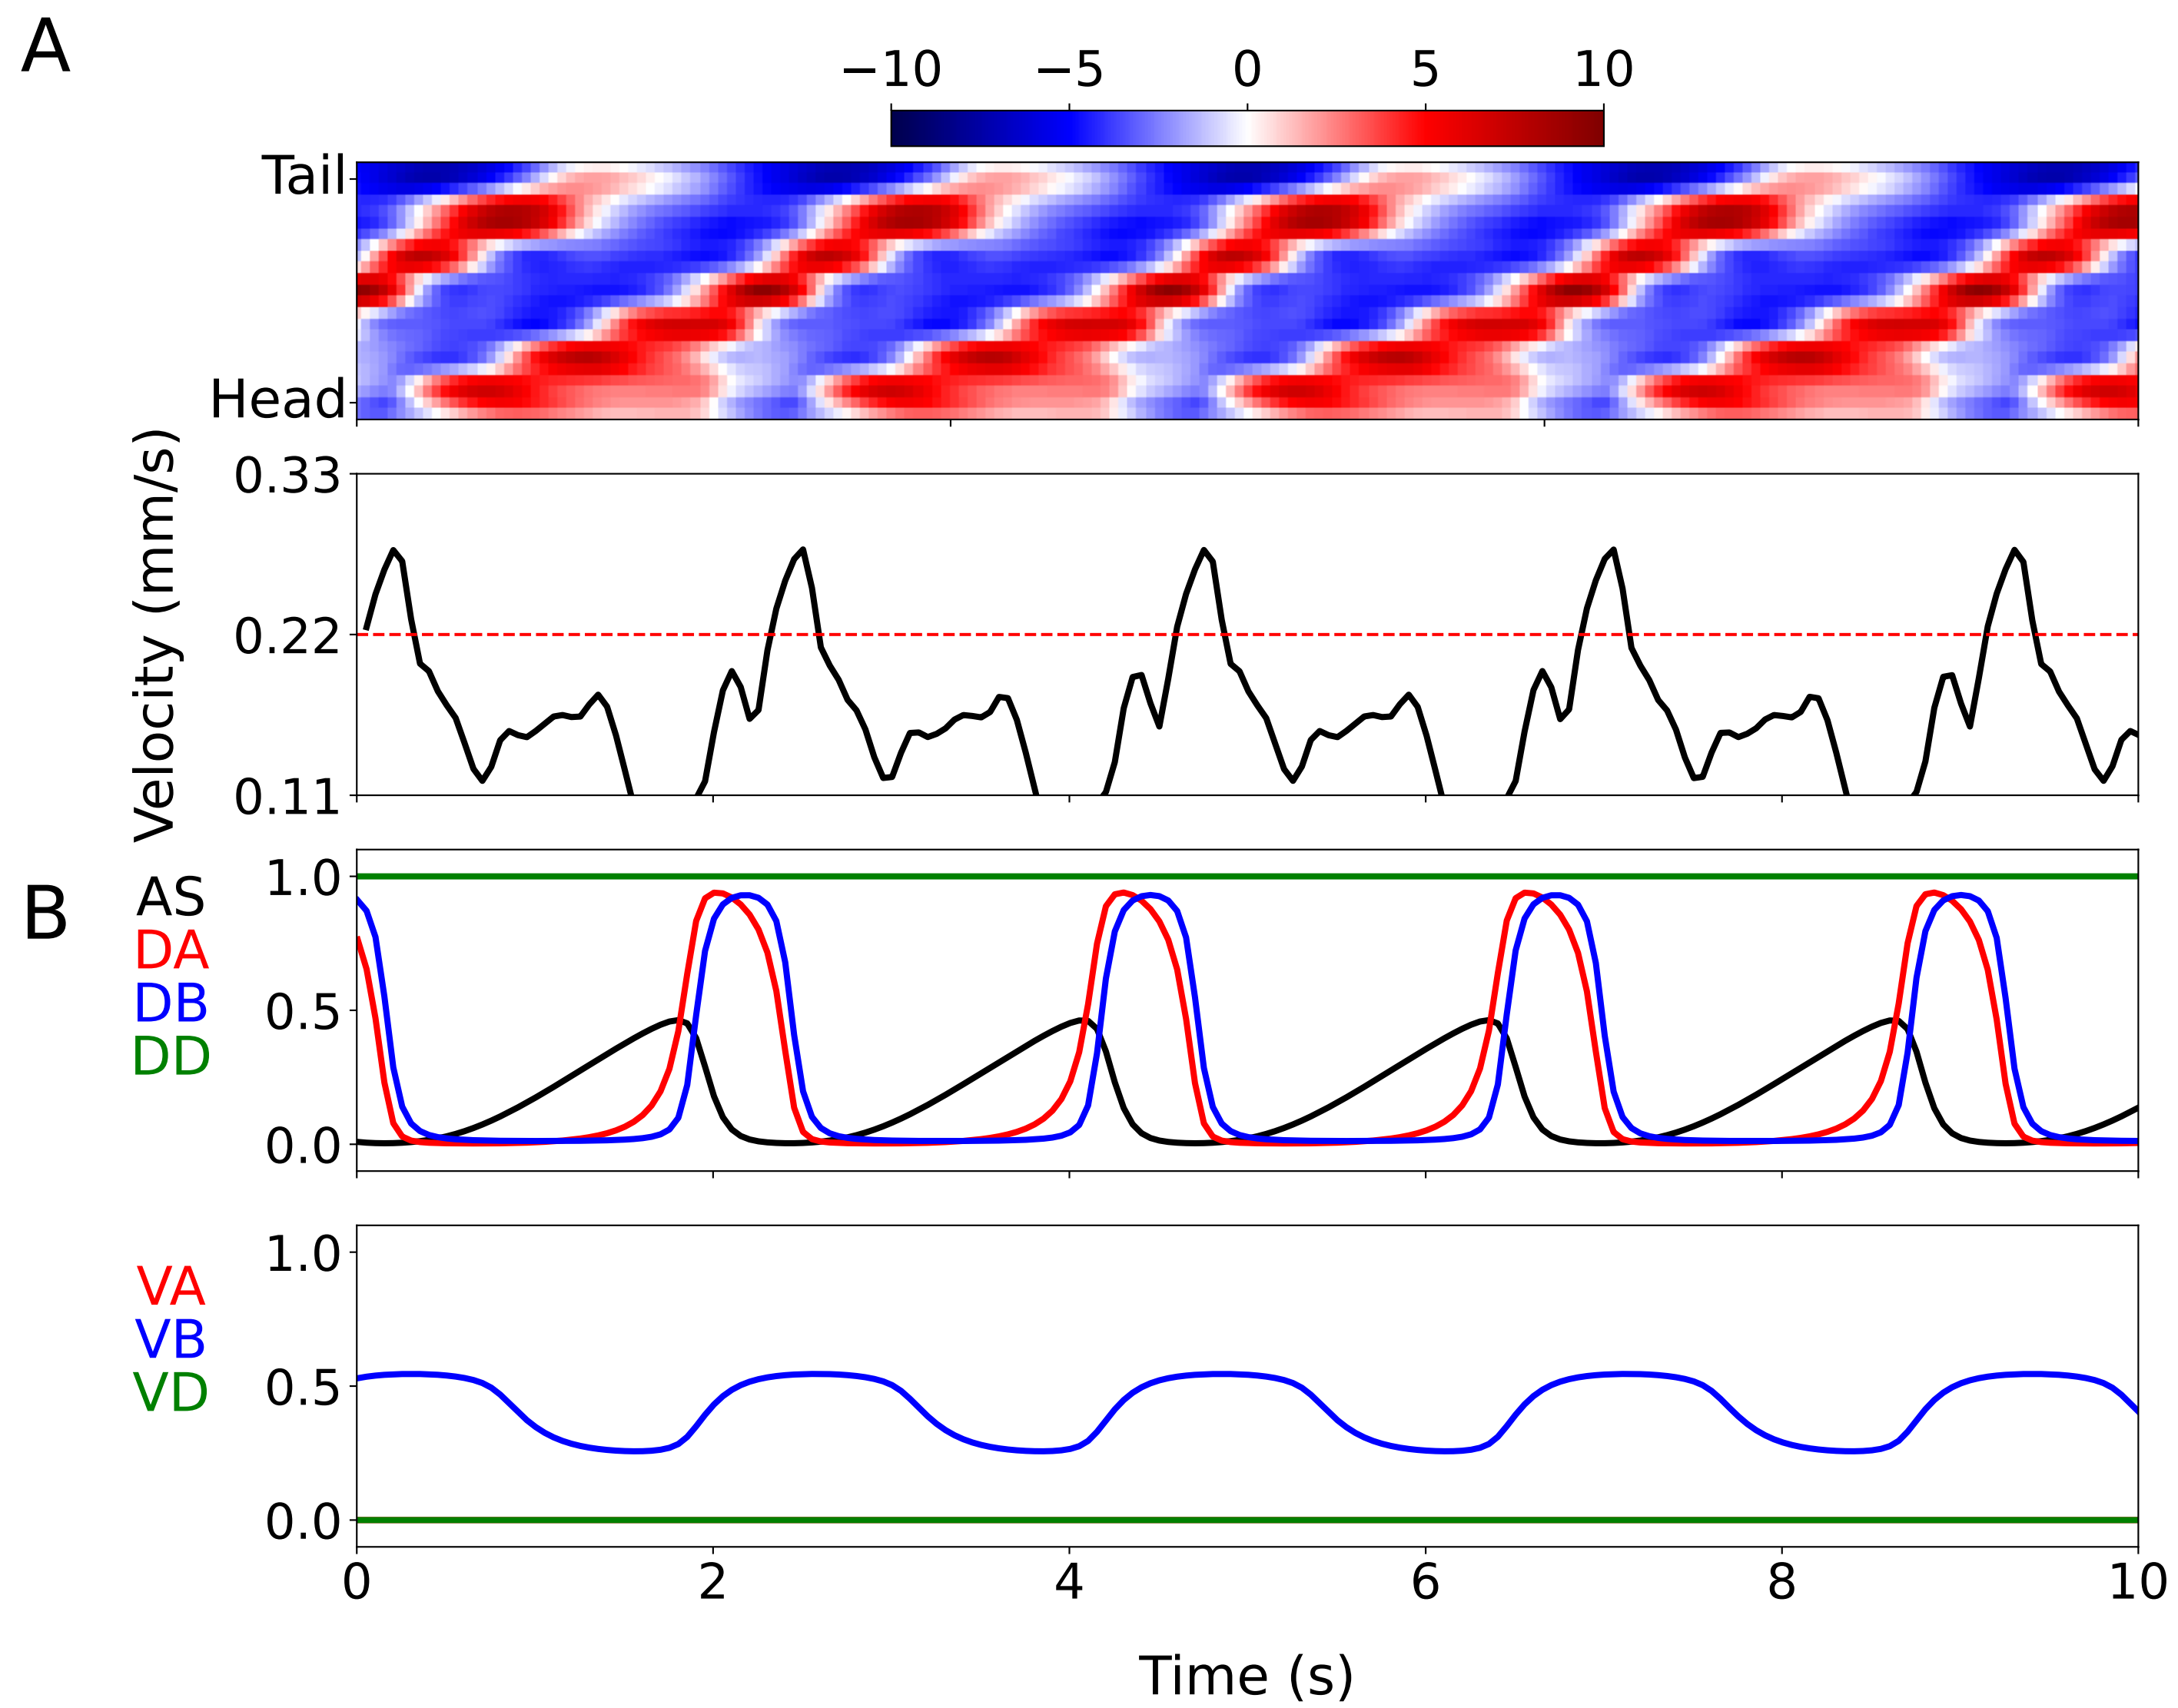 A
−10 −5 0 5 10
Tail
Head
Velocity (mm/s)
0.33
0.22
0.11
B
AS
DA
DB
DD
1.0
0.5
0.0
VA
VB
VD
1.0
0.5
0.0
0 2 4 6 8 10
Time (s)